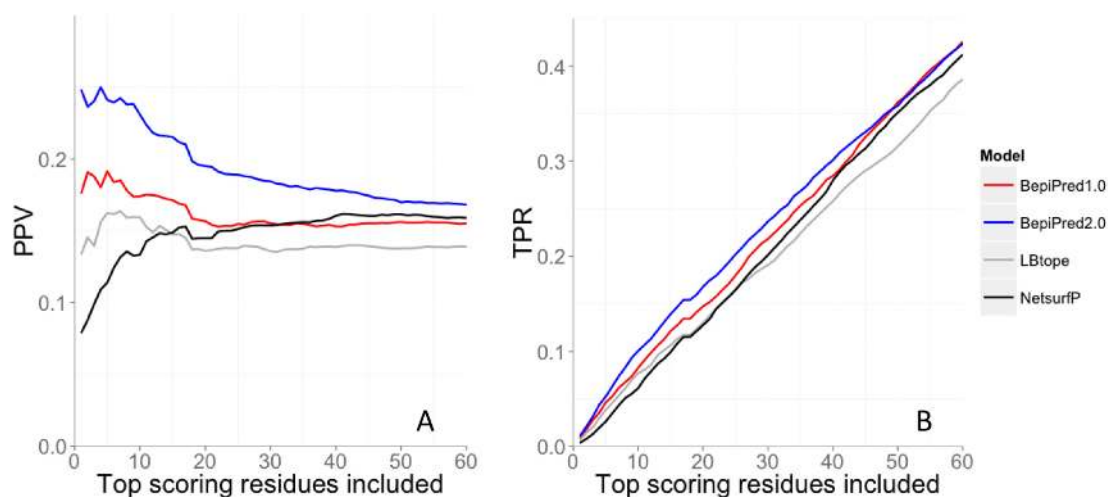 PPV
0.2
0.1
0.0
0 10 20 30 40 50 60
Top scoring residues included
A
TPR
0.4
0.3
0.2
0.1
0.0
0 10 20 30 40 50 60
Top scoring residues included
B
Model
BepiPred1.0
BepiPred2.0
LBtope
NetsurfP